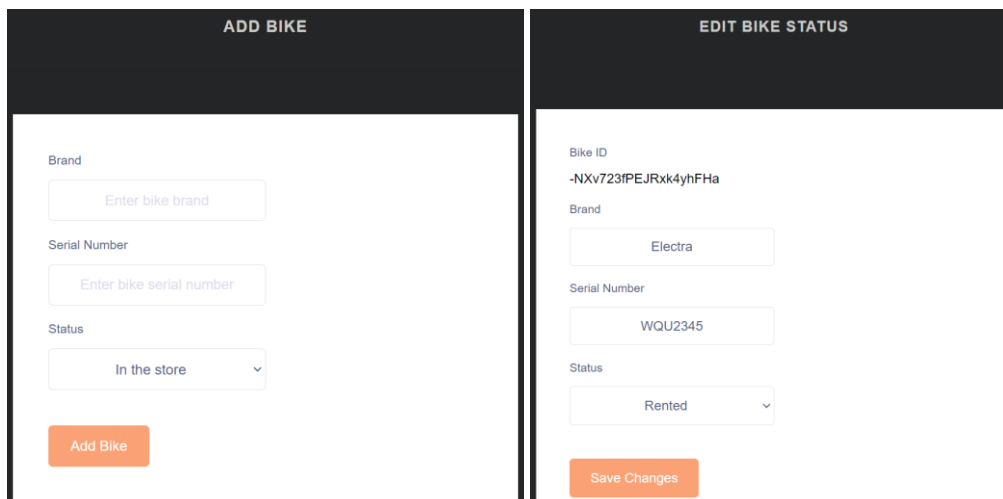 ADD BIKE
Brand
Enter bike brand
Serial Number
Enter bike serial number
Status
In the store
Add Bike
EDIT BIKE STATUS
Bike ID
-NXv723fPEJRxk4yhFHa
Brand
Electra
Serial Number
WQU2345
Status
Rented
Save Changes